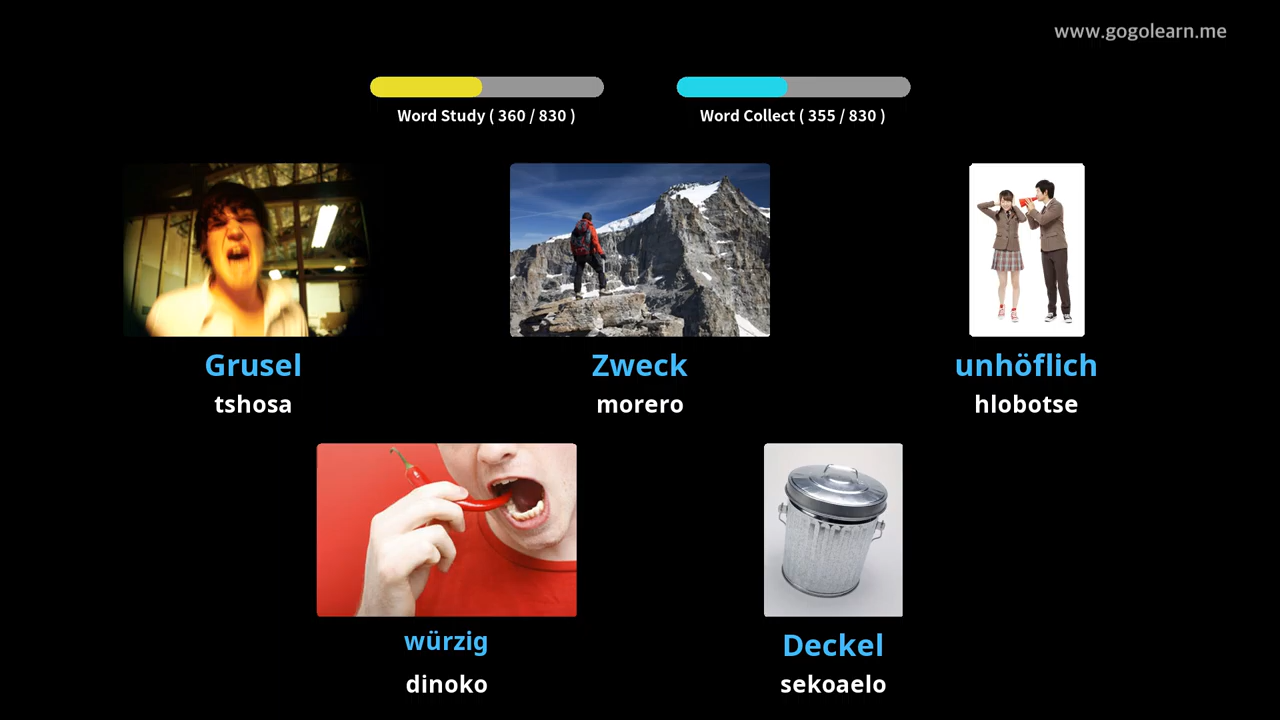 www.gogolearn.me
Word Study ( 360 / 830 )
Word Collect ( 355 / 830 )
Grusel
tshosa
Zweck
morero
unhöflich
hlobotse
würzig
dinoko
Deckel
sekoaelo